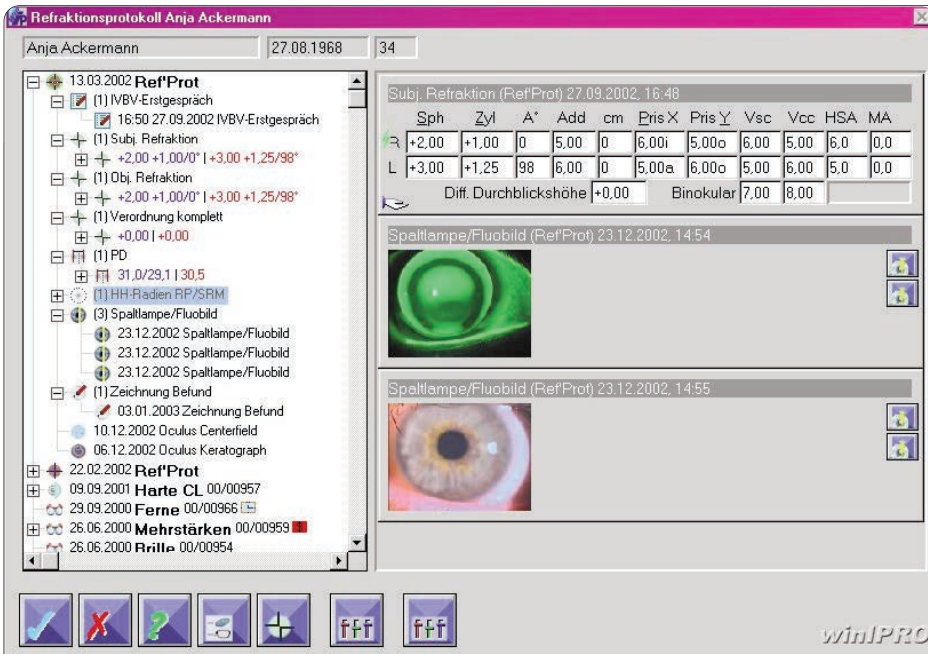 Refraktionsprotokoll Anja Ackermann
Anja Ackermann 27.08.1968 34
13.03.2002 Ref'Prot
(1) IVBV-Erstgespräch
16:50 27.09.2002 IVBV-Erstgespräch
(1) Subj. Refraktion
+2,00 +1,00/0° | +3,00 +1,25/98°
(1) Obj. Refraktion
+2,00 +1,00/0° | +3,00 +1,25/98°
(1) Verordnung komplett
+0,00 | +0,00
(1) PD
31,0/29,1 | 30,5
(1) HH-Radien RP/SRM
(3) Spaltlampe/Fluobild
23.12.2002 Spaltlampe/Fluobild
23.12.2002 Spaltlampe/Fluobild
23.12.2002 Spaltlampe/Fluobild
(1) Zeichnung Befund
03.01.2003 Zeichnung Befund
10.12.2002 Oculus Centerfield
06.12.2002 Oculus Keratograph
22.02.2002 Ref'Prot
09.09.2001 Harte CL 00/00957
29.09.2000 Ferne 00/00966
26.06.2000 Mehrstärken 00/00959
26.06.2000 Brille 00/00954
Subj. Refraktion (Ref'Prot) 27.09.2002, 16:48
Sph Zyl A° Add cm Pris X Pris Y Vsc Vcc HSA MA
R +2,00 +1,00 0 5,00 0 6,00i 5,00o 6,00 5,00 6,0 0,0
L +3,00 +1,25 98 6,00 0 5,00a 6,00o 5,00 6,00 5,0 0,0
Diff. Durchblickshöhe +0,00 Binokular 7,00 8,00
Spaltlampe/Fluobild (Ref'Prot) 23.12.2002, 14:54
Spaltlampe/Fluobild (Ref'Prot) 23.12.2002, 14:55
winIPRO